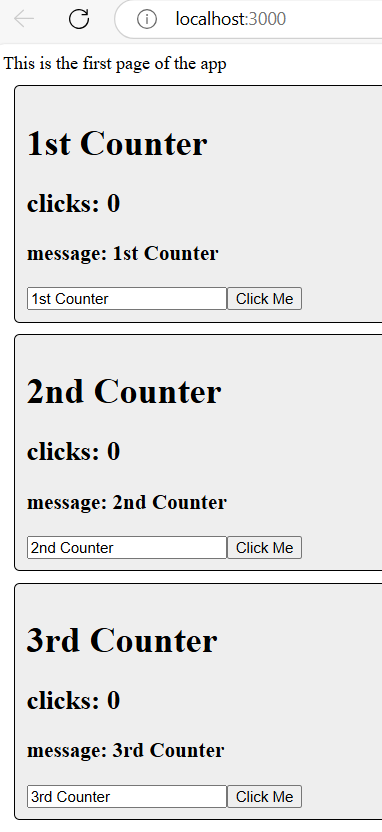 localhost:3000
This is the first page of the app
1st Counter
clicks: 0
message: 1st Counter
1st Counter Click Me
2nd Counter
clicks: 0
message: 2nd Counter
2nd Counter Click Me
3rd Counter
clicks: 0
message: 3rd Counter
3rd Counter Click Me